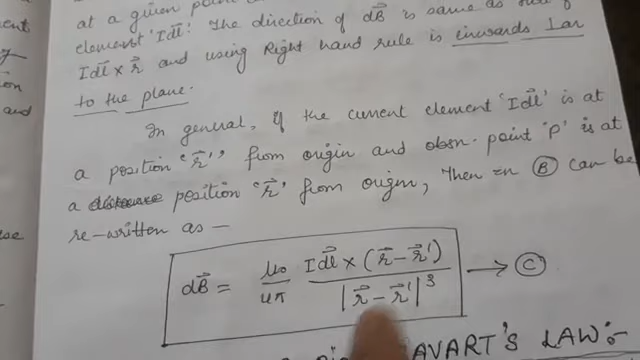 at a given point
element 'Idl⃗'. The direction of dB⃗ is same as that of
Idl⃗ × r⃗ and using Right hand rule is inwards ⊥ar
to the plane.
In general, if the current element 'Idl⃗' is at
a position 'r⃗'', from origin and obsn. point 'P' is at
a position 'r⃗' from origin, then eqn (B) can be
re-written as –
dB⃗ = μ₀/4π Idl⃗ × (r⃗ – r⃗')/|r⃗ – r⃗'|³ → (C)
AVART'S LAW:-